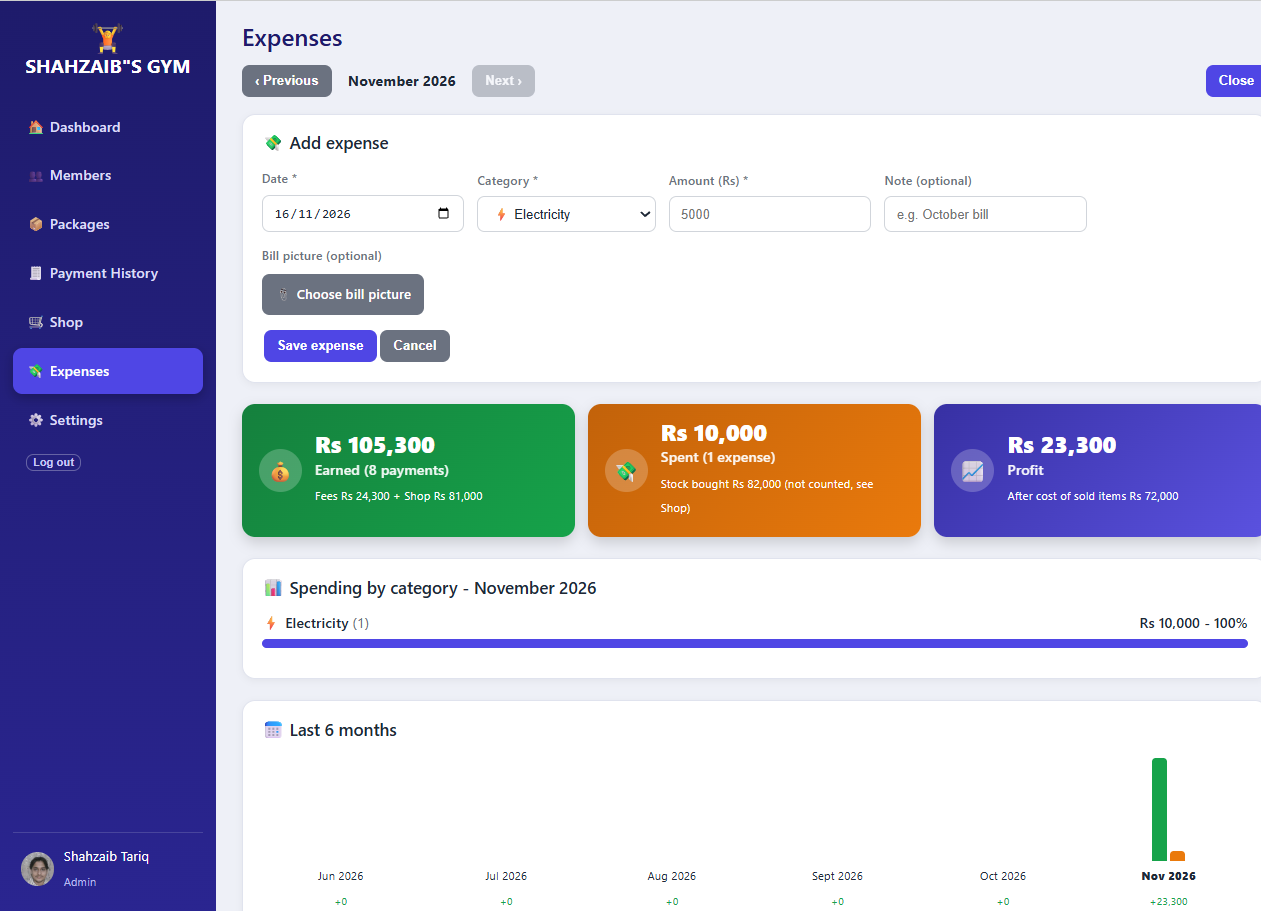 SHAHZAIB"S GYM
Dashboard
Members
Packages
Payment History
Shop
Expenses
Settings
Log out
Shahzaib Tariq
Admin
Expenses
‹ Previous
November 2026
Next ›
Close
Add expense
Date *
Category *
Amount (Rs) *
Note (optional)
16/11/2026
Electricity
5000
e.g. October bill
Bill picture (optional)
Choose bill picture
Save expense
Cancel
Rs 105,300
Earned (8 payments)
Fees Rs 24,300 + Shop Rs 81,000
Rs 10,000
Spent (1 expense)
Stock bought Rs 82,000 (not counted, see
Shop)
Rs 23,300
Profit
After cost of sold items Rs 72,000
Spending by category - November 2026
Electricity (1)
Rs 10,000 - 100%
Last 6 months
Jun 2026
Jul 2026
Aug 2026
Sept 2026
Oct 2026
Nov 2026
+0
+0
+0
+0
+0
+23,300